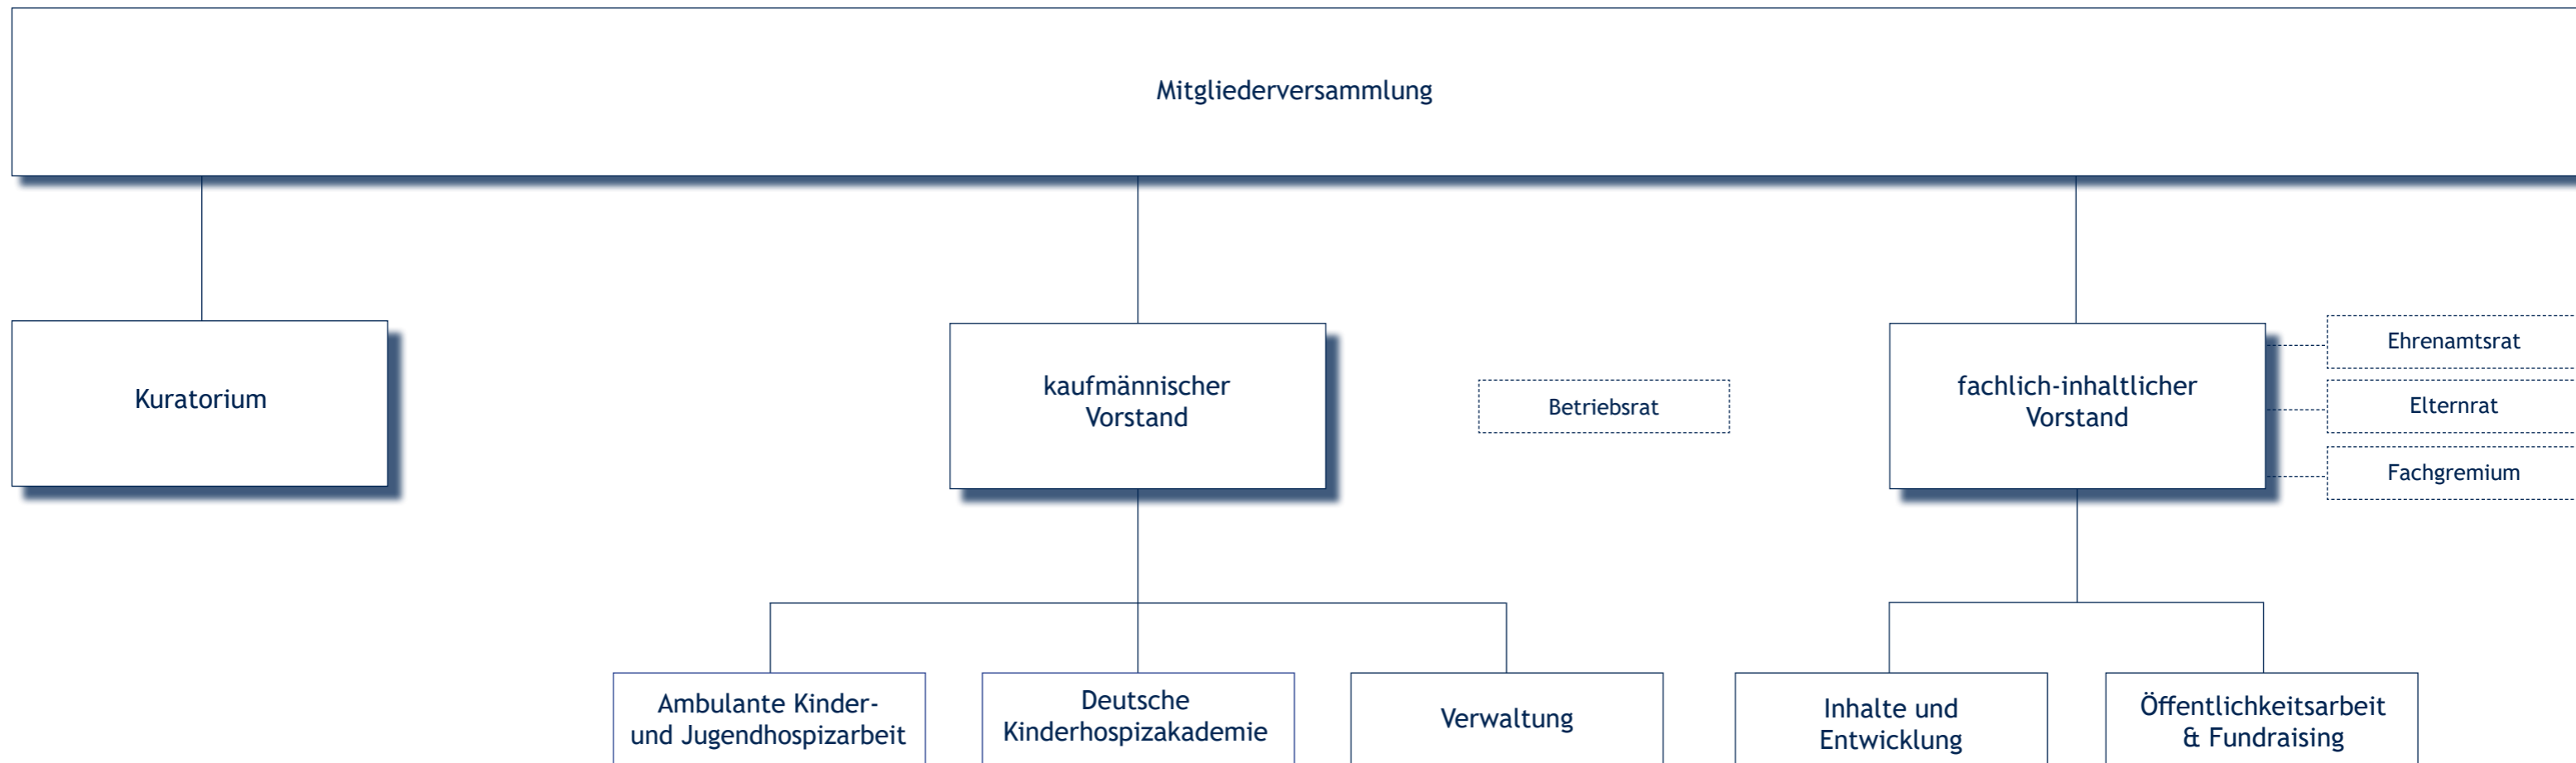 Mitgliederversammlung
Kuratorium
kaufmännischer
Vorstand
Betriebsrat
fachlich-inhaltlicher
Vorstand
Ehrenamtsrat
Elternrat
Fachgremium
Ambulante Kinder-
und Jugendhospizarbeit
Deutsche
Kinderhospizakademie
Verwaltung
Inhalte und
Entwicklung
Öffentlichkeitsarbeit
& Fundraising